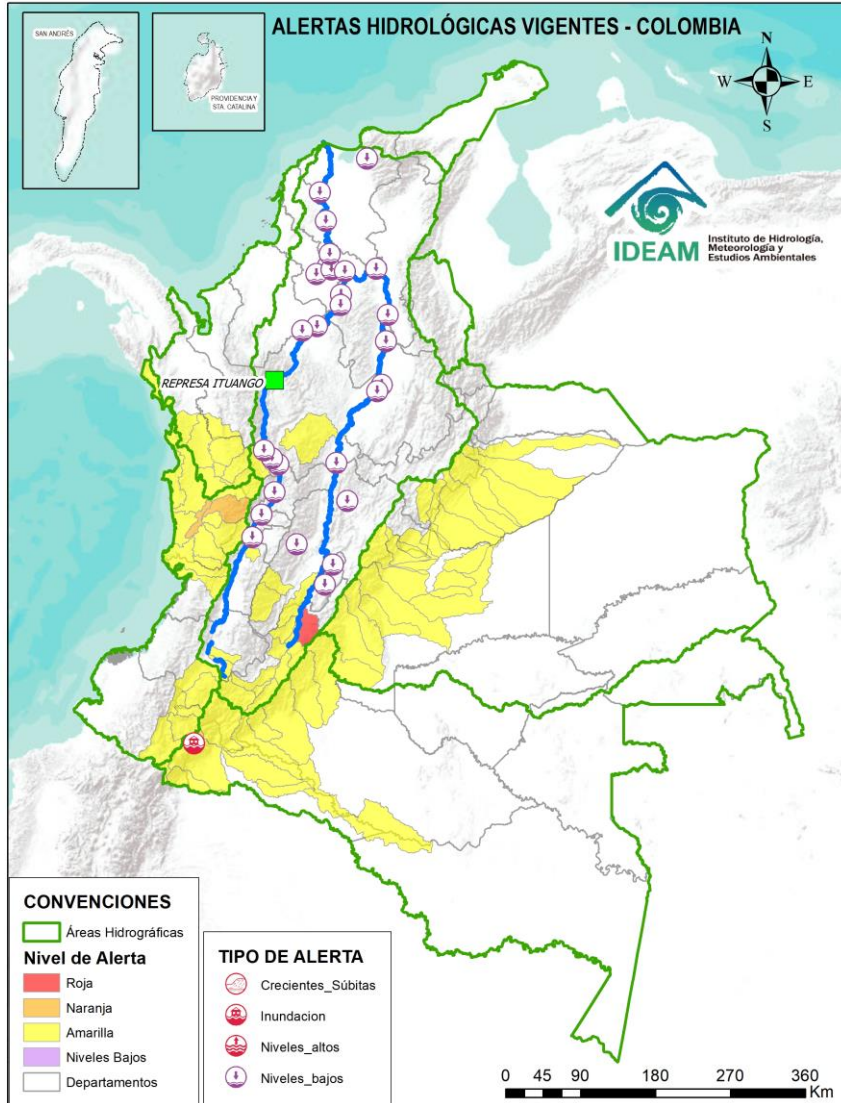 ALERTAS HIDROLÓGICAS VIGENTES - COLOMBIA
SAN ANDRÉS
PROVIDENCIA Y
STA. CATALINA
N
W E
S
IDEAM
Instituto de Hidrología,
Meteorología y
Estudios Ambientales
REPRESA ITUANGO
CONVENCIONES
Áreas Hidrográficas
Nivel de Alerta
Roja
Naranja
Amarilla
Niveles Bajos
Departamentos
TIPO DE ALERTA
Crecientes_Súbitas
Inundacion
Niveles_altos
Niveles_bajos
0 45 90 180 270 360
Km